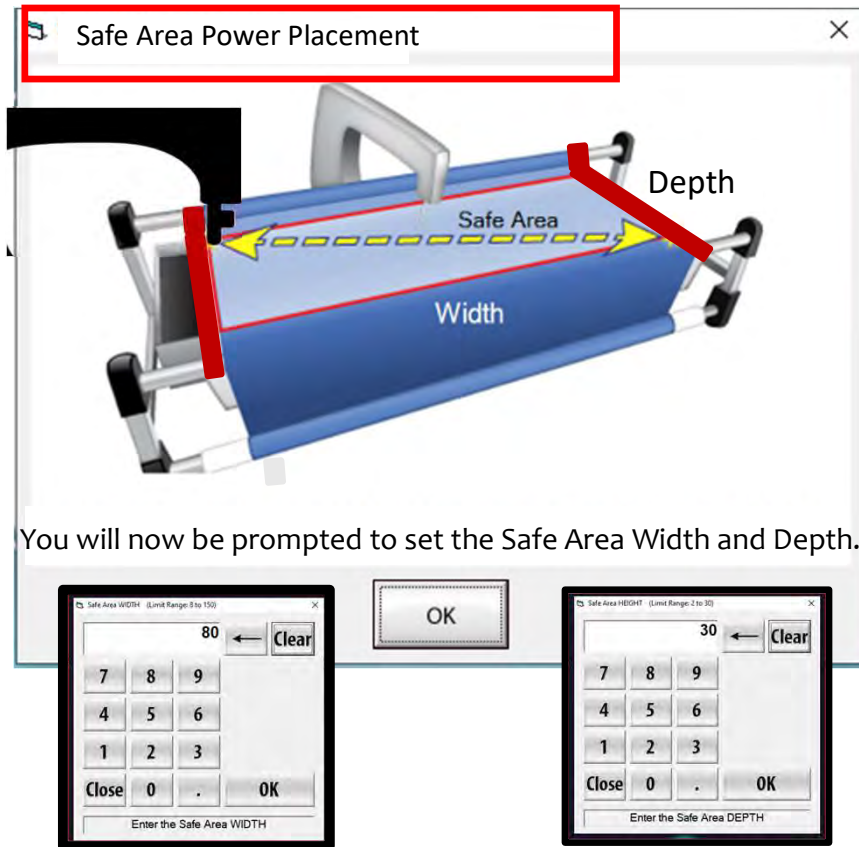 Safe Area Power Placement
Depth
Safe Area
Width
You will now be prompted to set the Safe Area Width and Depth.
OK
Safe Area WIDTH (Limit Range: 8 to 150)
80
← Clear
7 8 9
4 5 6
1 2 3
Close 0 . OK
Enter the Safe Area WIDTH
Safe Area HEIGHT (Limit Range: 2 to 30)
30
← Clear
7 8 9
4 5 6
1 2 3
Close 0 . OK
Enter the Safe Area DEPTH